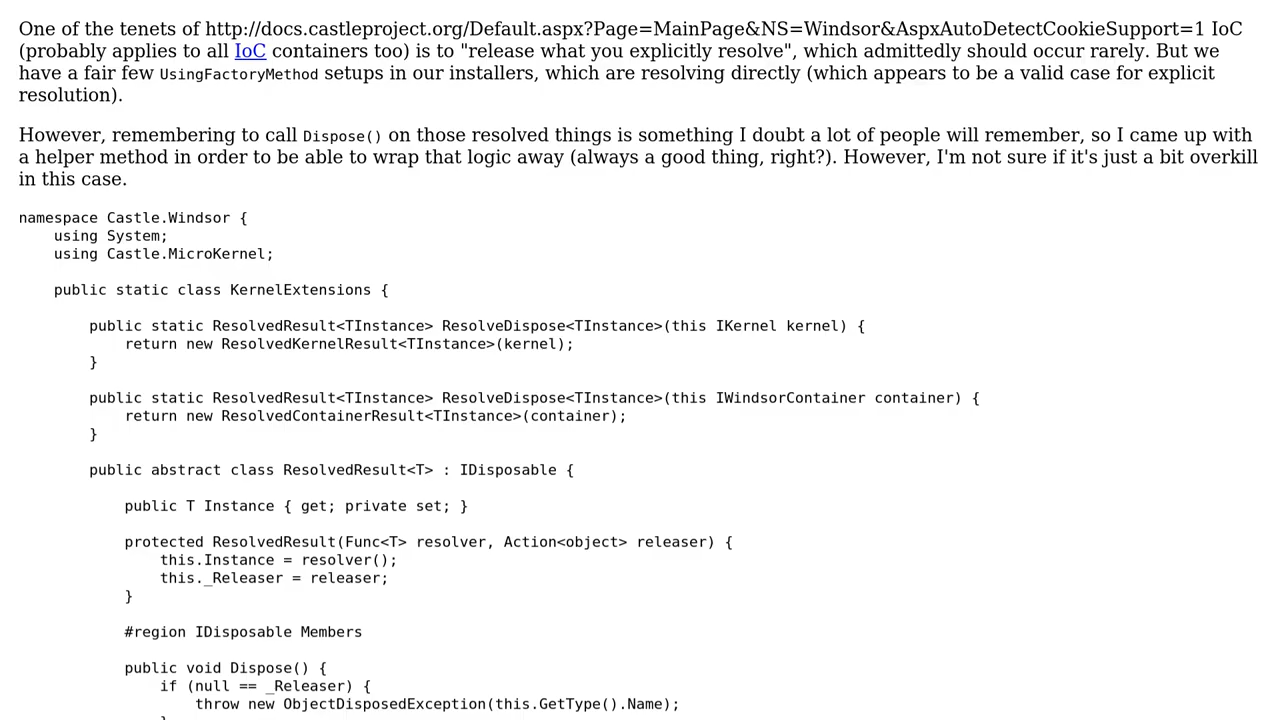 One of the tenets of http://docs.castleproject.org/Default.aspx?Page=MainPage&NS=Windsor&AspxAutoDetectCookieSupport=1 IoC
(probably applies to all IoC containers too) is to "release what you explicitly resolve", which admittedly should occur rarely. But we
have a fair few UsingFactoryMethod setups in our installers, which are resolving directly (which appears to be a valid case for explicit
resolution).
However, remembering to call Dispose() on those resolved things is something I doubt a lot of people will remember, so I came up with
a helper method in order to be able to wrap that logic away (always a good thing, right?). However, I'm not sure if it's just a bit overkill
in this case.
namespace Castle.Windsor {
    using System;
    using Castle.MicroKernel;
    public static class KernelExtensions {
        public static ResolvedResult<TInstance> ResolveDispose<TInstance>(this IKernel kernel) {
            return new ResolvedKernelResult<TInstance>(kernel);
        }
        public static ResolvedResult<TInstance> ResolveDispose<TInstance>(this IWindsorContainer container) {
            return new ResolvedContainerResult<TInstance>(container);
        }
        public abstract class ResolvedResult<T> : IDisposable {
            public T Instance { get; private set; }
            protected ResolvedResult(Func<T> resolver, Action<object> releaser) {
                this.Instance = resolver();
                this._Releaser = releaser;
            }
            #region IDisposable Members
            public void Dispose() {
                if (null == _Releaser) {
                    throw new ObjectDisposedException(this.GetType().Name);